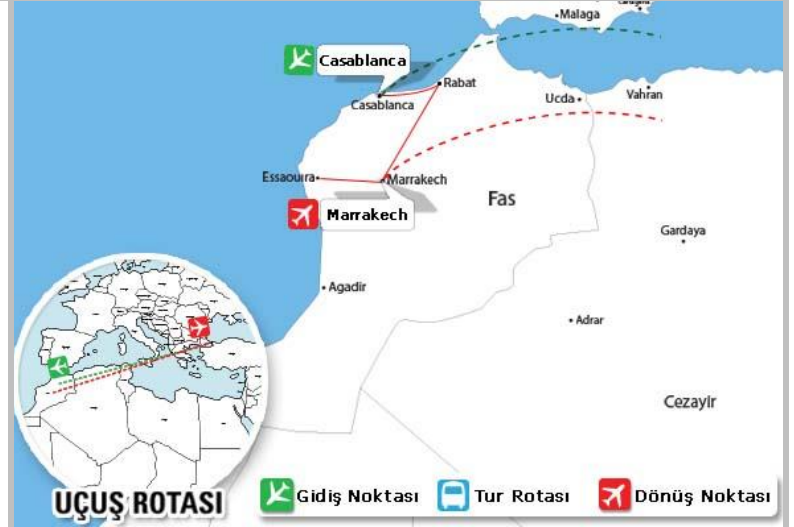 Malaga
Casablanca
Casablanca
Rabat
Ucda
Vahran
Essaouira
Marrakech
Marrakech
Fas
Gardaya
Agadir
Adrar
Cezayir
UÇUŞ ROTASI
Gidiş Noktası
Tur Rotası
Dönüş Noktası